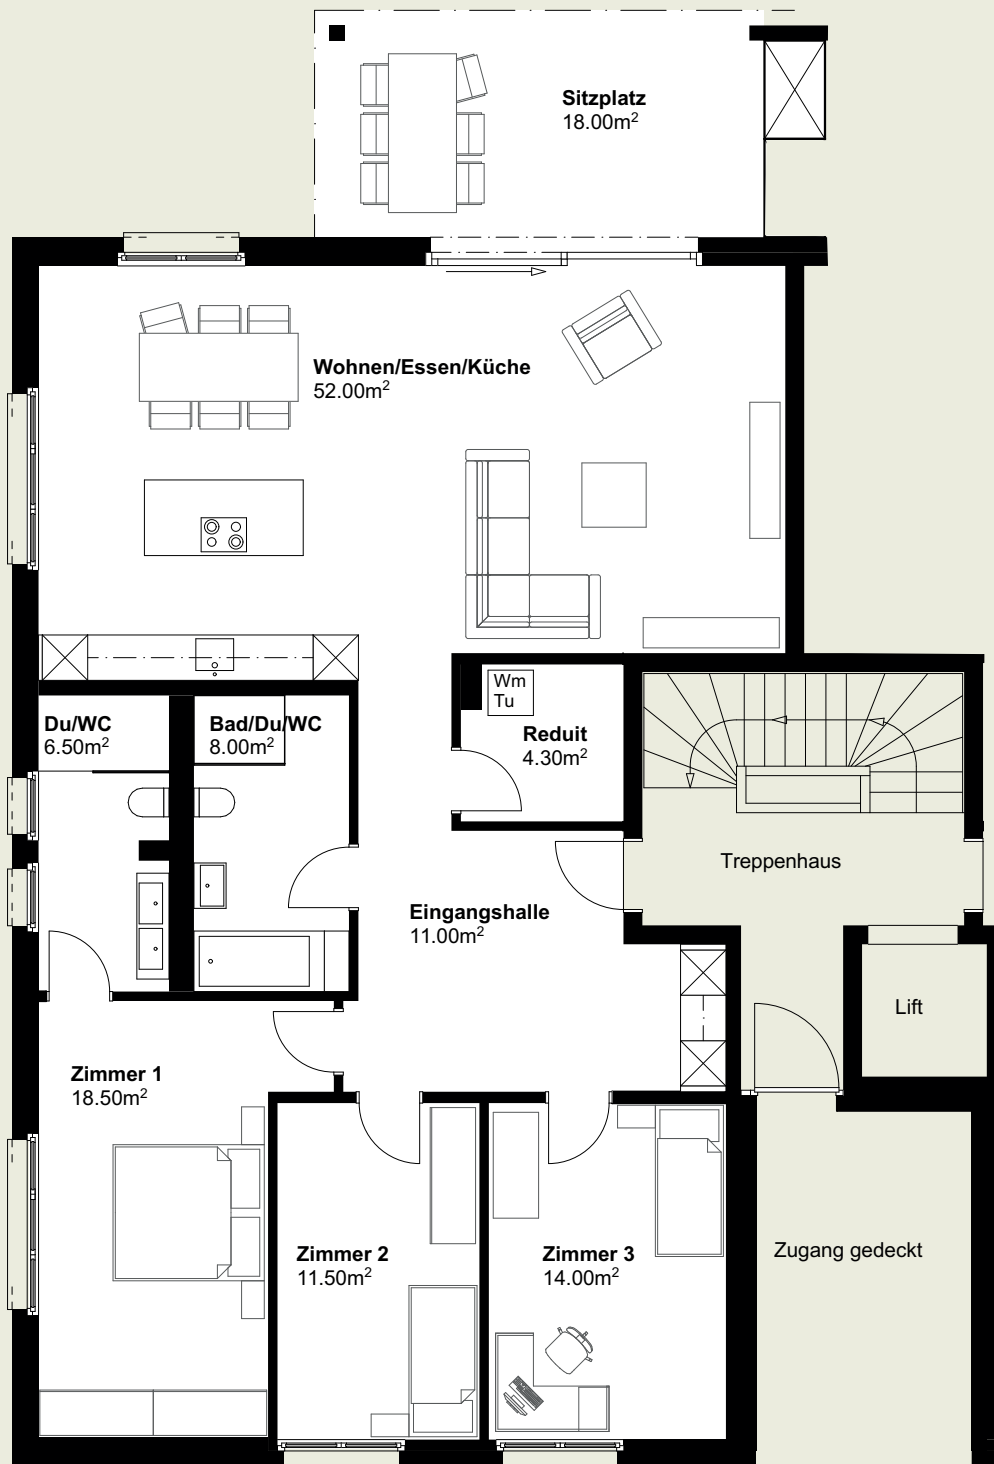 Sitzplatz
18.00m²
Wohnen/Essen/Küche
52.00m²
Wm
Tu
Du/WC
6.50m²
Bad/Du/WC
8.00m²
Reduit
4.30m²
Treppenhaus
Eingangshalle
11.00m²
Lift
Zimmer 1
18.50m²
Zimmer 2
11.50m²
Zimmer 3
14.00m²
Zugang gedeckt